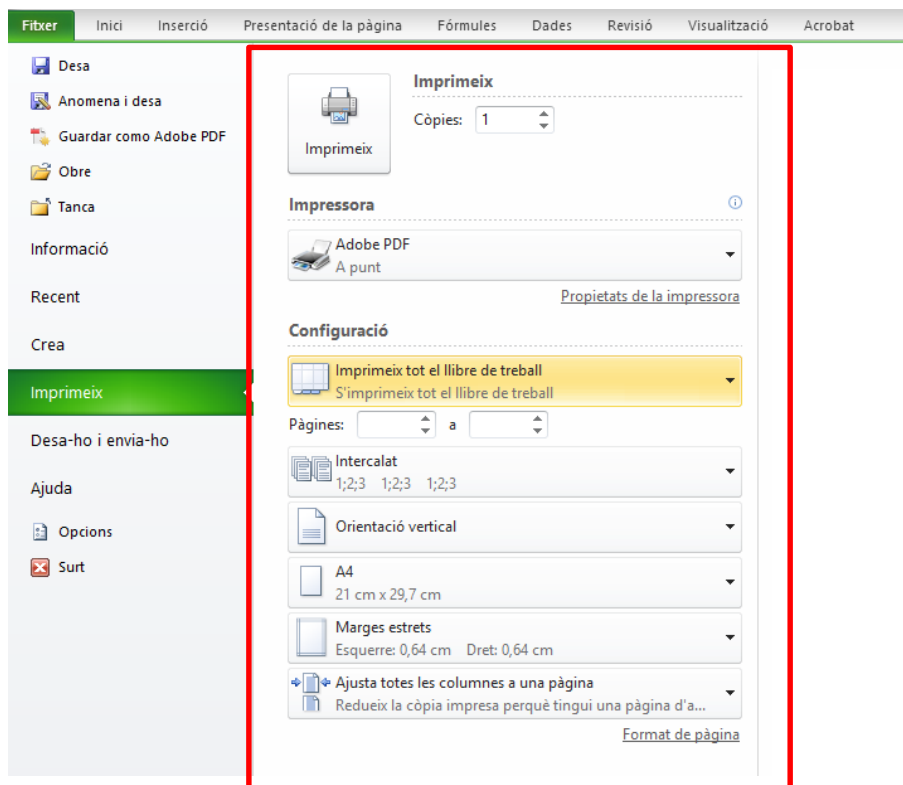 Fitxer Inici Inserció Presentació de la pàgina Fórmules Dades Revisió Visualització Acrobat
Desa
Anomena i desa
Guardar como Adobe PDF
Obre
Tanca
Informació
Recent
Crea
Imprimeix
Desa-ho i envia-ho
Ajuda
Opcions
Surt
Imprimeix
Imprimeix
Còpies: 1
Impressora
Adobe PDF
A punt
Propietats de la impressora
Configuració
Imprimeix tot el llibre de treball
S'imprimeix tot el llibre de treball
Pàgines: a
Intercalat
1;2;3 1;2;3 1;2;3
Orientació vertical
A4
21 cm x 29,7 cm
Marges estrets
Esquerre: 0,64 cm Dret: 0,64 cm
Ajusta totes les columnes a una pàgina
Redueix la còpia impresa perquè tingui una pàgina d'a...
Format de pàgina